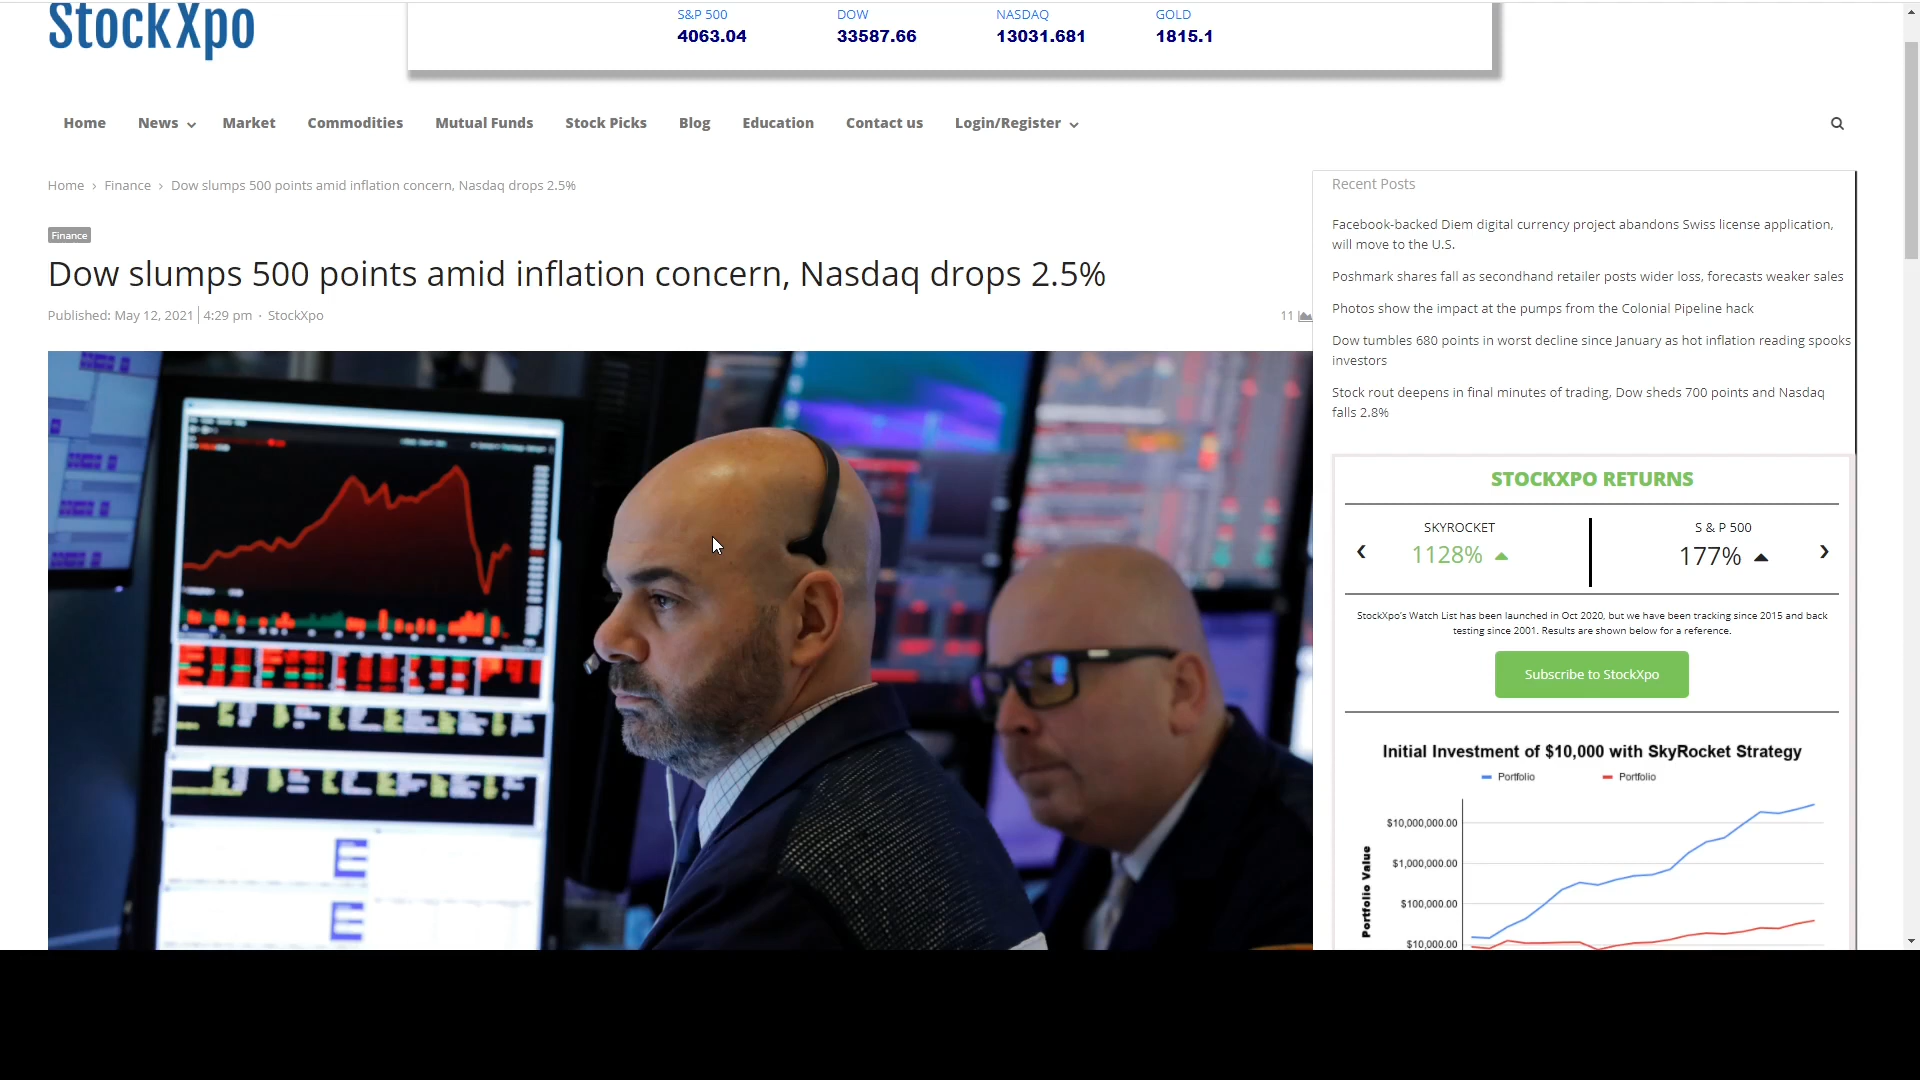 StockXpo
S&P 500 DOW NASDAQ GOLD
4063.04 33587.66 13031.681 1815.1
Home News Market Commodities Mutual Funds Stock Picks Blog Education Contact us Login/Register
Home › Finance › Dow slumps 500 points amid inflation concern, Nasdaq drops 2.5%
Finance
Dow slumps 500 points amid inflation concern, Nasdaq drops 2.5%
Published: May 12, 2021 | 4:29 pm · StockXpo
11
Recent Posts
Facebook-backed Diem digital currency project abandons Swiss license application,
will move to the U.S.
Poshmark shares fall as secondhand retailer posts wider loss, forecasts weaker sales
Photos show the impact at the pumps from the Colonial Pipeline hack
Dow tumbles 680 points in worst decline since January as hot inflation reading spooks
investors
Stock rout deepens in final minutes of trading, Dow sheds 700 points and Nasdaq
falls 2.8%
STOCKXPO RETURNS
SKYROCKET S & P 500
1128% 177%
StockXpo's Watch List has been launched in Oct 2020, but we have been tracking since 2015 and back
testing since 2001. Results are shown below for a reference.
Subscribe to StockXpo
Initial Investment of $10,000 with SkyRocket Strategy
Portfolio Portfolio
$10,000,000.00
$1,000,000.00
$100,000.00
$10,000.00
Portfolio Value